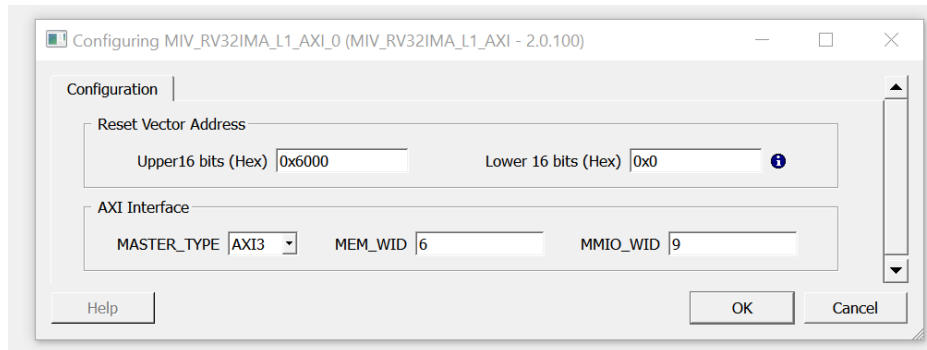 Configuring MIV_RV32IMA_L1_AXI_0 (MIV_RV32IMA_L1_AXI - 2.0.100)
Configuration
Reset Vector Address
Upper16 bits (Hex) 0x6000 Lower 16 bits (Hex) 0x0
AXI Interface
MASTER_TYPE AXI3 MEM_WID 6 MMIO_WID 9
Help OK Cancel